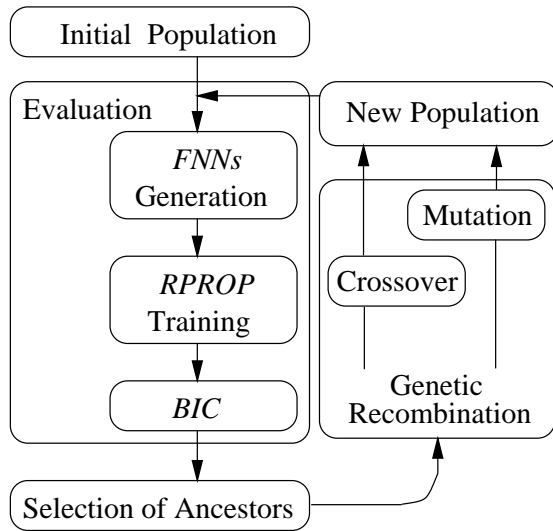 Initial Population
Evaluation
FNNs
Generation
RPROP
Training
BIC
Selection of Ancestors
New Population
Mutation
Crossover
Genetic
Recombination